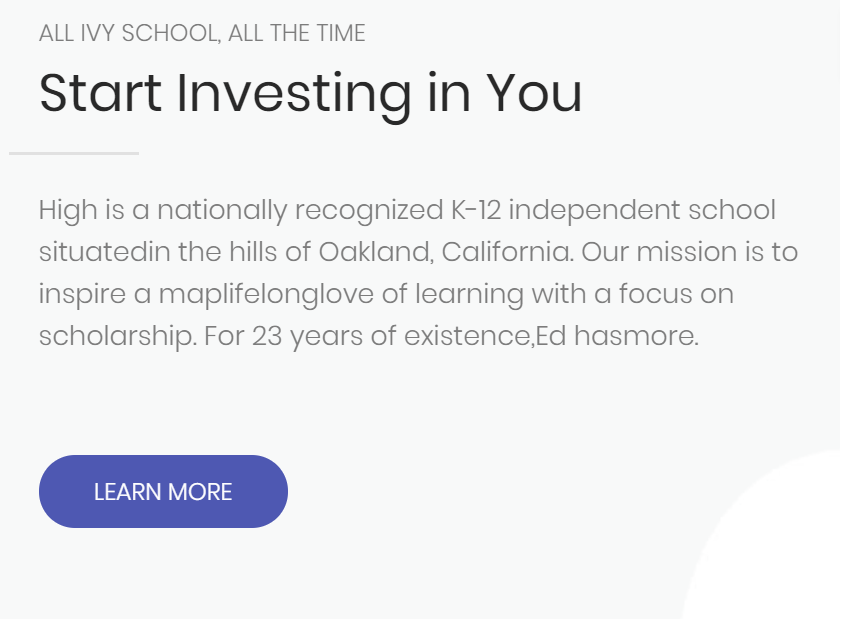 ALL IVY SCHOOL, ALL THE TIME
Start Investing in You
High is a nationally recognized K-12 independent school
situatedin the hills of Oakland, California. Our mission is to
inspire a maplifelonglove of learning with a focus on
scholarship. For 23 years of existence,Ed hasmore.
LEARN MORE